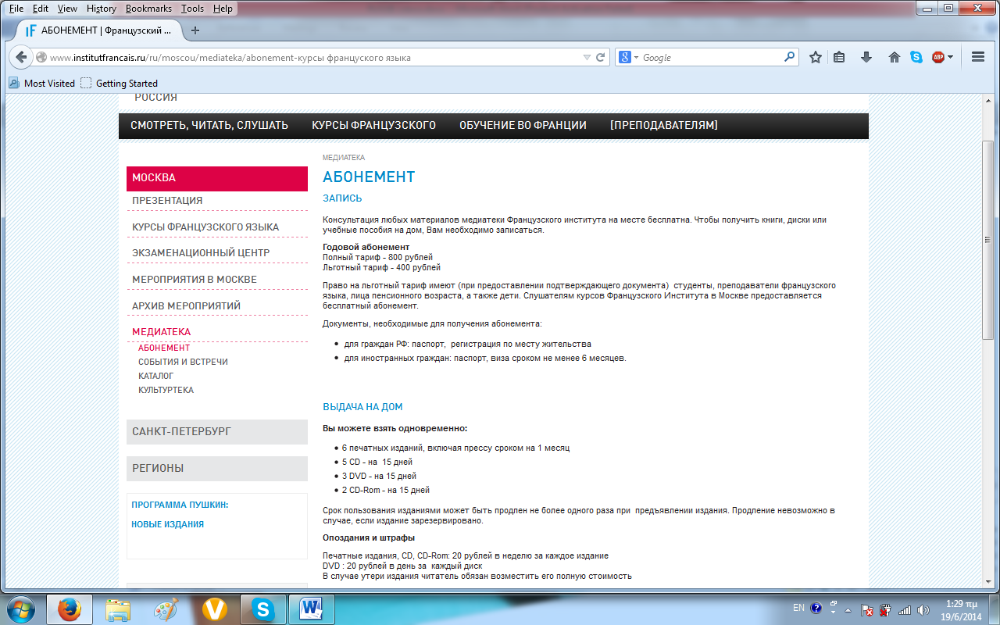 File Edit View History Bookmarks Tools Help
IF АБОНЕМЕНТ | Французский ...
www.institutfrancais.ru/ru/moscou/mediateka/abonement-курсы француского языка
Google
ABP
Most Visited Getting Started
РОССИЯ
СМОТРЕТЬ, ЧИТАТЬ, СЛУШАТЬ КУРСЫ ФРАНЦУЗСКОГО ОБУЧЕНИЕ ВО ФРАНЦИИ [ПРЕПОДАВАТЕЛЯМ]
МОСКВА
ПРЕЗЕНТАЦИЯ
КУРСЫ ФРАНЦУЗСКОГО ЯЗЫКА
ЭКЗАМЕНАЦИОННЫЙ ЦЕНТР
МЕРОПРИЯТИЯ В МОСКВЕ
АРХИВ МЕРОПРИЯТИЙ
МЕДИАТЕКА
АБОНЕМЕНТ
СОБЫТИЯ И ВСТРЕЧИ
КАТАЛОГ
КУЛЬТУРТЕКА
САНКТ-ПЕТЕРБУРГ
РЕГИОНЫ
ПРОГРАММА ПУШКИН:
НОВЫЕ ИЗДАНИЯ
МЕДИАТЕКА
АБОНЕМЕНТ
ЗАПИСЬ
Консультация любых материалов медиатеки Французского института на месте бесплатна. Чтобы получить книги, диски или
учебные пособия на дом, Вам необходимо записаться.
Годовой абонемент
Полный тариф - 800 рублей
Льготный тариф - 400 рублей
Право на льготный тариф имеют (при предоставлении подтверждающего документа) студенты, преподаватели французского
языка, лица пенсионного возраста, а также дети. Слушателям курсов Французского Института в Москве предоставляется
бесплатный абонемент.
Документы, необходимые для получения абонемента:
• для граждан РФ: паспорт, регистрация по месту жительства
• для иностранных граждан: паспорт, виза сроком не менее 6 месяцев.
ВЫДАЧА НА ДОМ
Вы можете взять одновременно:
• 6 печатных изданий, включая прессу сроком на 1 месяц
• 5 CD - на 15 дней
• 3 DVD - на 15 дней
• 2 CD-Rom - на 15 дней
Срок пользования изданиями может быть продлен не более одного раза при предъявлении издания. Продление невозможно в
случае, если издание зарезервировано.
Опоздания и штрафы
Печатные издания, CD, CD-Rom: 20 рублей в неделю за каждое издание
DVD : 20 рублей в день за каждый диск
В случае утери издания читатель обязан возместить его полную стоимость
EN
1:29 πμ
19/6/2014